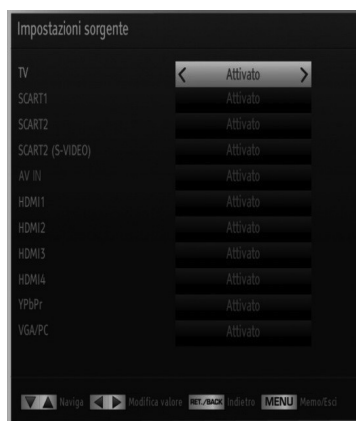 Impostazioni sorgente
TV < Attivato >
SCART1 Attivato
SCART2 Attivato
SCART2 (S-VIDEO) Attivato
AV IN Attivato
HDMI1 Attivato
HDMI2 Attivato
HDMI3 Attivato
HDMI4 Attivato
YPbPr Attivato
VGA/PC Attivato
Naviga Modifica valore RET./BACK Indietro MENU Memo/Esci